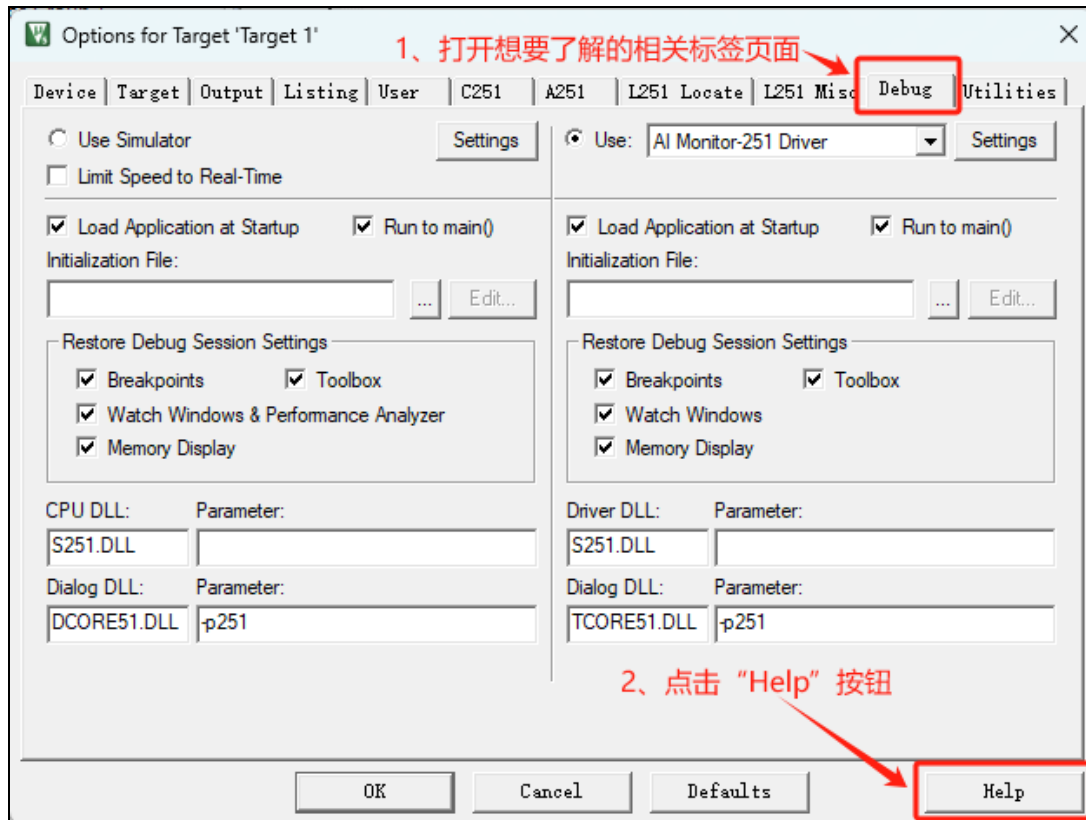 Options for Target 'Target 1'
1、打开想要了解的相关标签页面
Device Target Output Listing User C251 A251 L251 Locate L251 Misc Debug Utilities
Use Simulator Settings Use: AI Monitor-251 Driver Settings
Limit Speed to Real-Time
Load Application at Startup Run to main() Load Application at Startup Run to main()
Initialization File: Initialization File:
... Edit... ... Edit...
Restore Debug Session Settings Restore Debug Session Settings
Breakpoints Toolbox Breakpoints Toolbox
Watch Windows & Performance Analyzer Watch Windows
Memory Display Memory Display
CPU DLL: Parameter: Driver DLL: Parameter:
S251.DLL S251.DLL
Dialog DLL: Parameter: Dialog DLL: Parameter:
DCORE51.DLL -p251 TCORE51.DLL -p251
2、点击“Help”按钮
OK Cancel Defaults Help